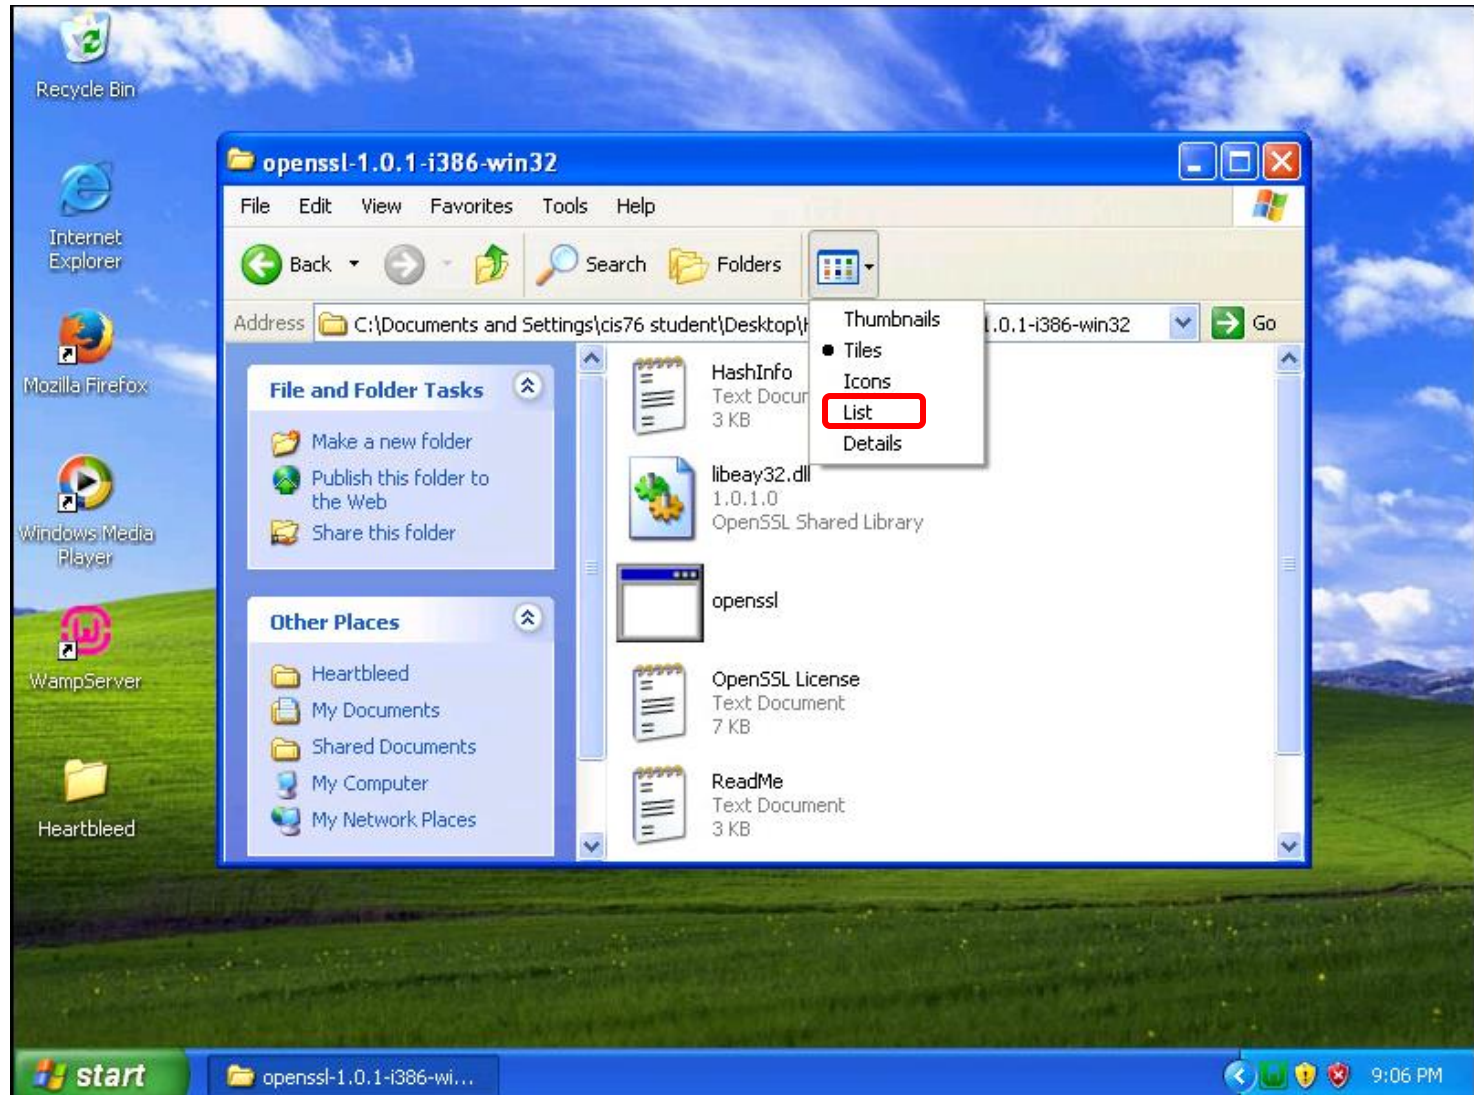 Recycle Bin
Internet
Explorer
Mozilla Firefox
Windows Media
Player
WampServer
Heartbleed
openssl-1.0.1-i386-win32
File Edit View Favorites Tools Help
Back Search Folders
Address C:\Documents and Settings\cis76 student\Desktop\ .0.1-i386-win32 Go
Thumbnails
Tiles
Icons
List
Details
File and Folder Tasks
Make a new folder
Publish this folder to
the Web
Share this folder
Other Places
Heartbleed
My Documents
Shared Documents
My Computer
My Network Places
HashInfo
Text Docu
3 KB
libeay32.dll
1.0.1.0
OpenSSL Shared Library
openssl
OpenSSL License
Text Document
7 KB
ReadMe
Text Document
3 KB
start
openssl-1.0.1-i386-wi...
9:06 PM